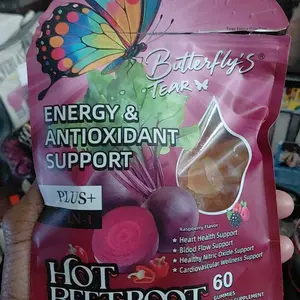 Butterfly'S®
TEAR
ENERGY &
ANTIOXIDANT
SUPPORT
PLUS+
Raspberry Flavor
• Heart Health Support
• Blood Flow Support
• Healthy Nitric Oxide Support
• Cardiovascular Wellness Support
HOT
BEETROOT
60
GUMMIES
SUPPLEMENT